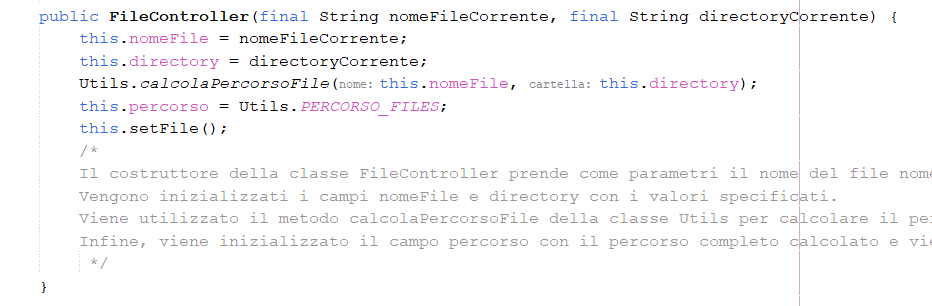 public FileController(final String nomeFileCorrente, final String directoryCorrente) {
this.nomeFile = nomeFileCorrente;
this.directory = directoryCorrente;
Utils.calcolaPercorsoFile(nome: this.nomeFile, cartella: this.directory);
this.percorso = Utils.PERCORSO_FILES;
this.setFile();
/*
Il costruttore della classe FileController prende come parametri il nome del file
Vengono inizializzati i campi nomeFile e directory con i valori specificati.
Viene utilizzato il metodo calcolaPercorsoFile della classe Utils per calcolare il
Infine, viene inizializzato il campo percorso con il percorso completo calcolato e
*/
}